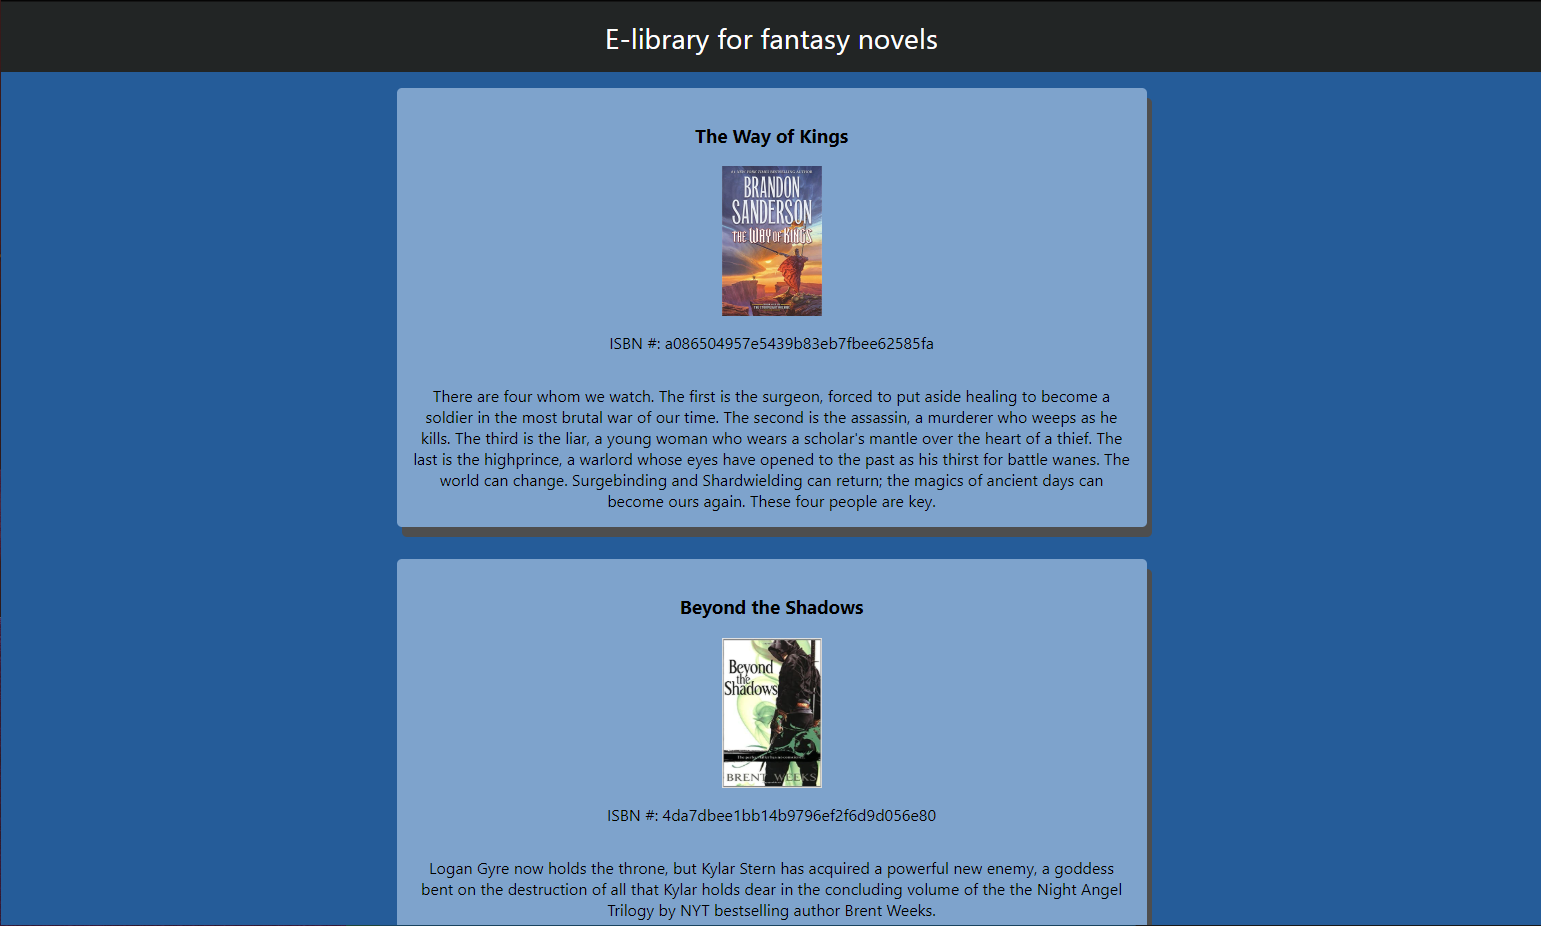 E-library for fantasy novels
The Way of Kings
#1 NEW YORK TIMES BESTSELLING AUTHOR
BRANDON
SANDERSON
THE WAY OF KINGS
ISBN #: a086504957e5439b83eb7fbee62585fa
There are four whom we watch. The first is the surgeon, forced to put aside healing to become a
soldier in the most brutal war of our time. The second is the assassin, a murderer who weeps as he
kills. The third is the liar, a young woman who wears a scholar's mantle over the heart of a thief. The
last is the highprince, a warlord whose eyes have opened to the past as his thirst for battle wanes. The
world can change. Surgebinding and Shardwielding can return; the magics of ancient days can
become ours again. These four people are key.
Beyond the Shadows
Beyond
the
Shadows
BRENT WEEKS
ISBN #: 4da7dbee1bb14b9796ef2f6d9d056e80
Logan Gyre now holds the throne, but Kylar Stern has acquired a powerful new enemy, a goddess
bent on the destruction of all that Kylar holds dear in the concluding volume of the the Night Angel
Trilogy by NYT bestselling author Brent Weeks.